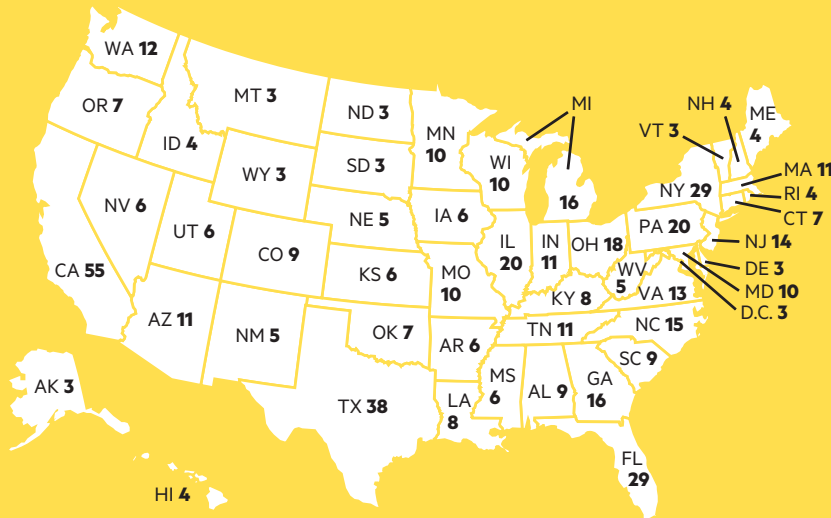 WA 12
OR 7
MT 3
ID 4
WY 3
ND 3
SD 3
NE 5
KS 6
OK 7
NV 6
UT 6
CO 9
CA 55
AZ 11
NM 5
TX 38
AK 3
HI 4
MN
10
IA 6
MO
10
AR 6
LA
8
WI
10
MI
16
IL
20
IN
11
OH 18
KY 8
TN 11
MS
6
AL 9
GA
16
FL
29
SC 9
NC 15
VA 13
WV
5
PA 20
NY 29
VT 3
NH 4
ME
4
MA 11
RI 4
CT 7
NJ 14
DE 3
MD 10
D.C. 3